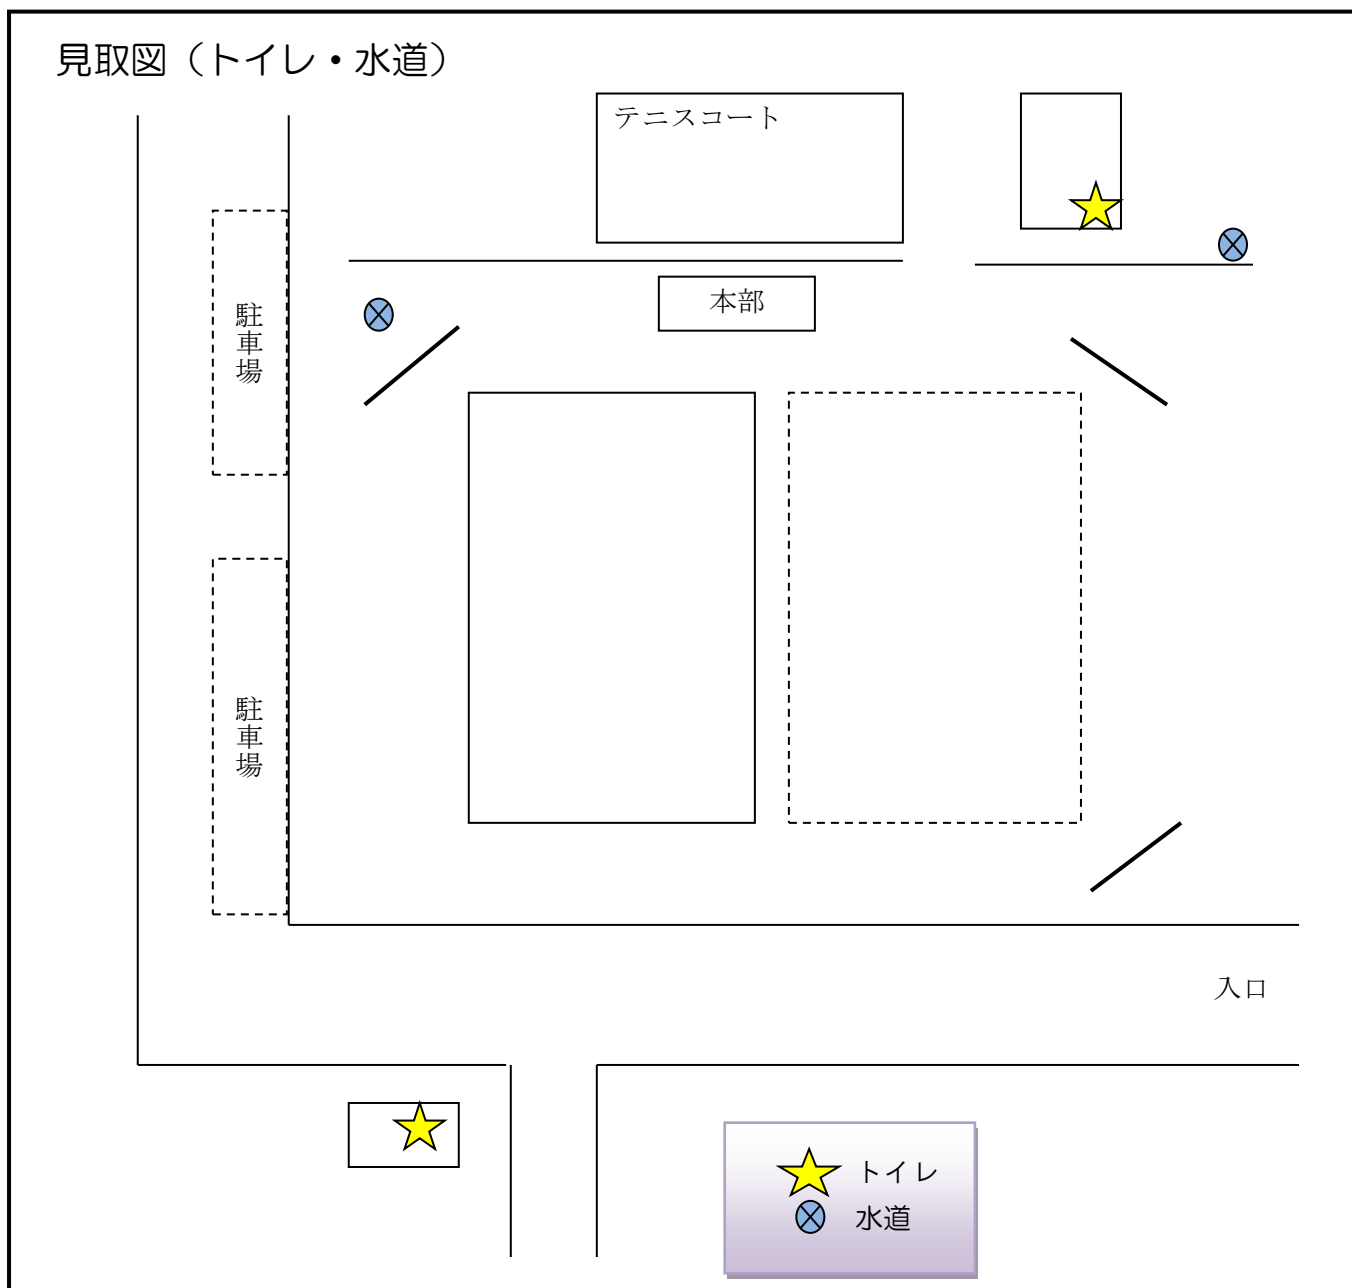 見取図（トイレ・水道）
テニスコート
本部
駐車場
駐車場
入口
トイレ
水道